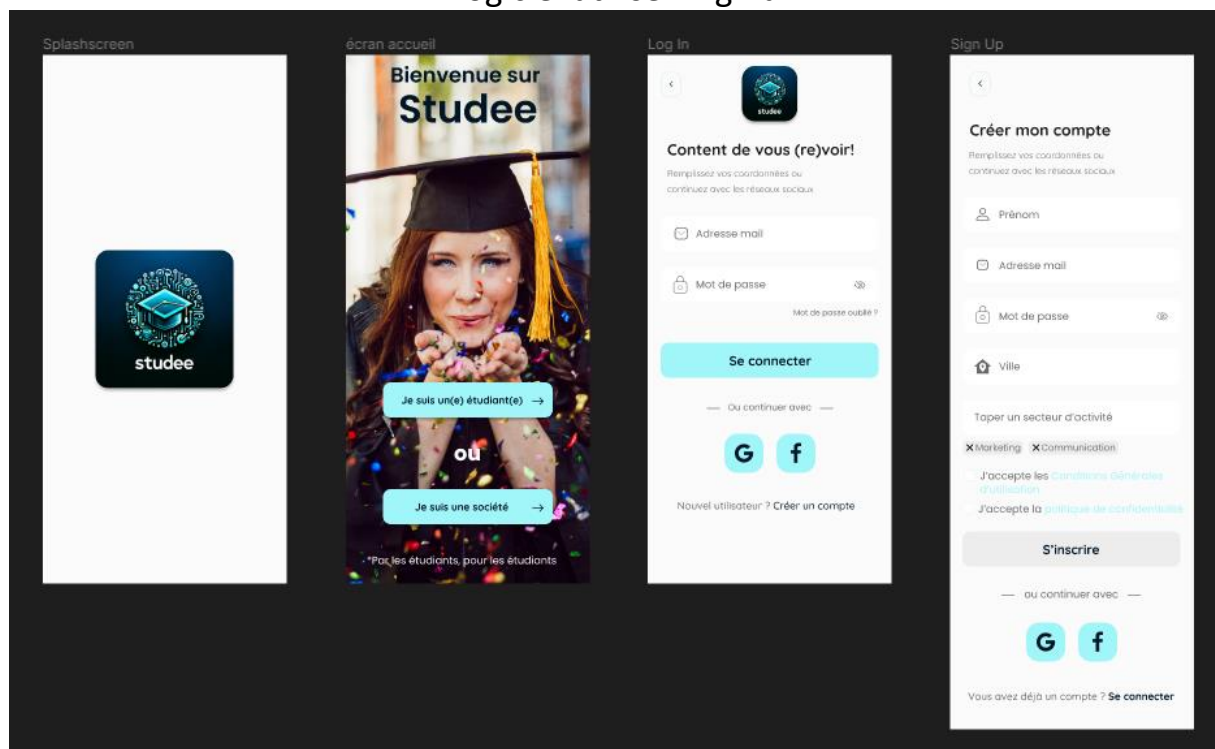 Splashscreen
studee
écran accueil
Bienvenue sur
Studee
Je suis un(e) étudiant(e) →
ou
Je suis une société →
*Par les étudiants, pour les étudiants
Log In
studee
Content de vous (re)voir!
Remplissez vos coordonnées ou
continuez avec les réseaux sociaux
Adresse mail
Mot de passe
Mot de passe oublié ?
Se connecter
Ou continuer avec
G f
Nouvel utilisateur ? Créer un compte
Sign Up
Créer mon compte
Remplissez vos coordonnées ou
continuez avec les réseaux sociaux
Prénom
Adresse mail
Mot de passe
Ville
Taper un secteur d'activité
×Marketing ×Communication
J'accepte les Conditions Générales
d'utilisation
J'accepte la politique de confidentialité
S'inscrire
ou continuer avec
G f
Vous avez déjà un compte ? Se connecter